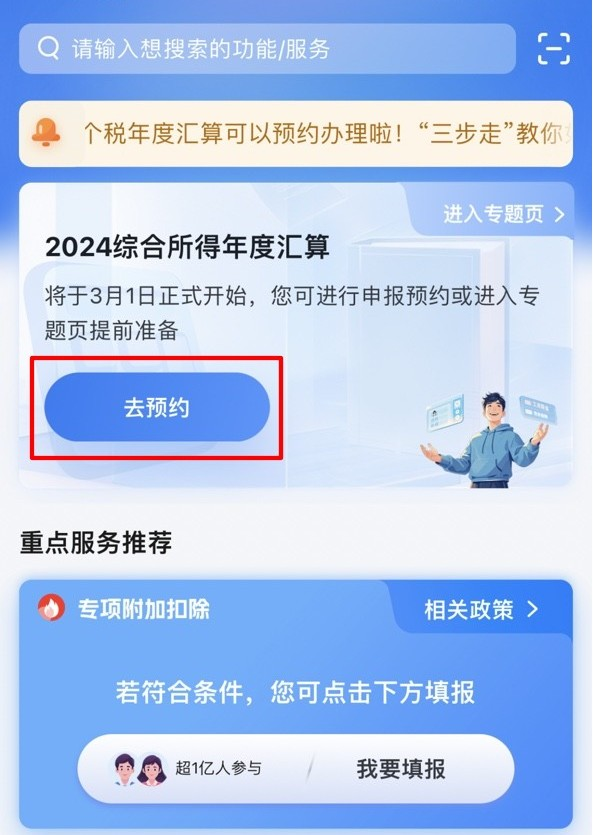 请输入想搜索的功能/服务
个税年度汇算可以预约办理啦！“三步走”教你
进入专题页
2024综合所得年度汇算
将于3月1日正式开始，您可进行申报预约或进入专
题页提前准备
去预约
重点服务推荐
专项附加扣除
相关政策
若符合条件，您可点击下方填报
超1亿人参与
我要填报